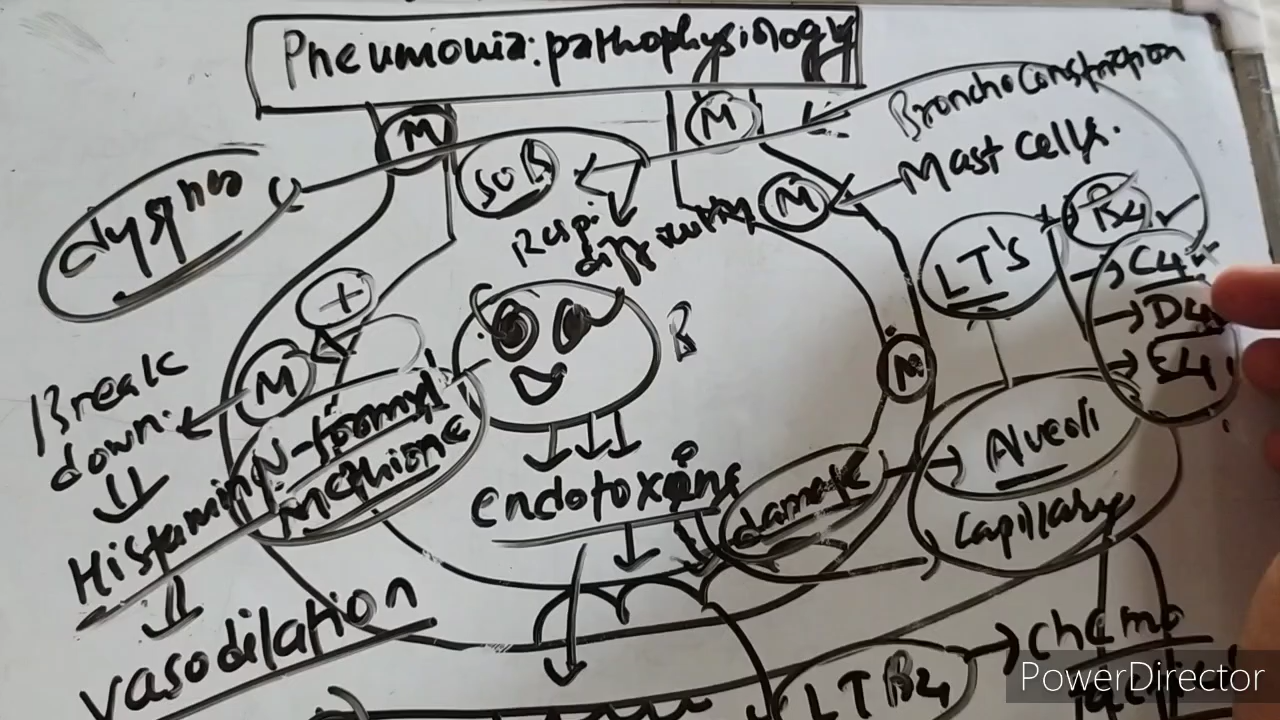 Pneumonia: pathophysiology
M
M
BronchoConstriction
SOB
Mast cells.
dyspnea
M
Respi
difficulty
B4
LT's
C4
D4
E4
+
M
B
M
Break
down
N-formyl
methionine
Alveoli
Histamine
endotoxins
damage
Capillary
vasodilation
LTB4
chemo
PowerDirector